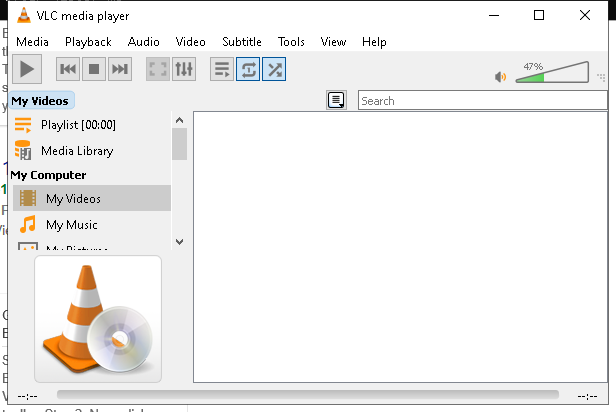 VLC media player
Media Playback Audio Video Subtitle Tools View Help
47%
My Videos
Search
Playlist [00:00]
Media Library
My Computer
My Videos
My Music
My Pictures
--:-- --:--